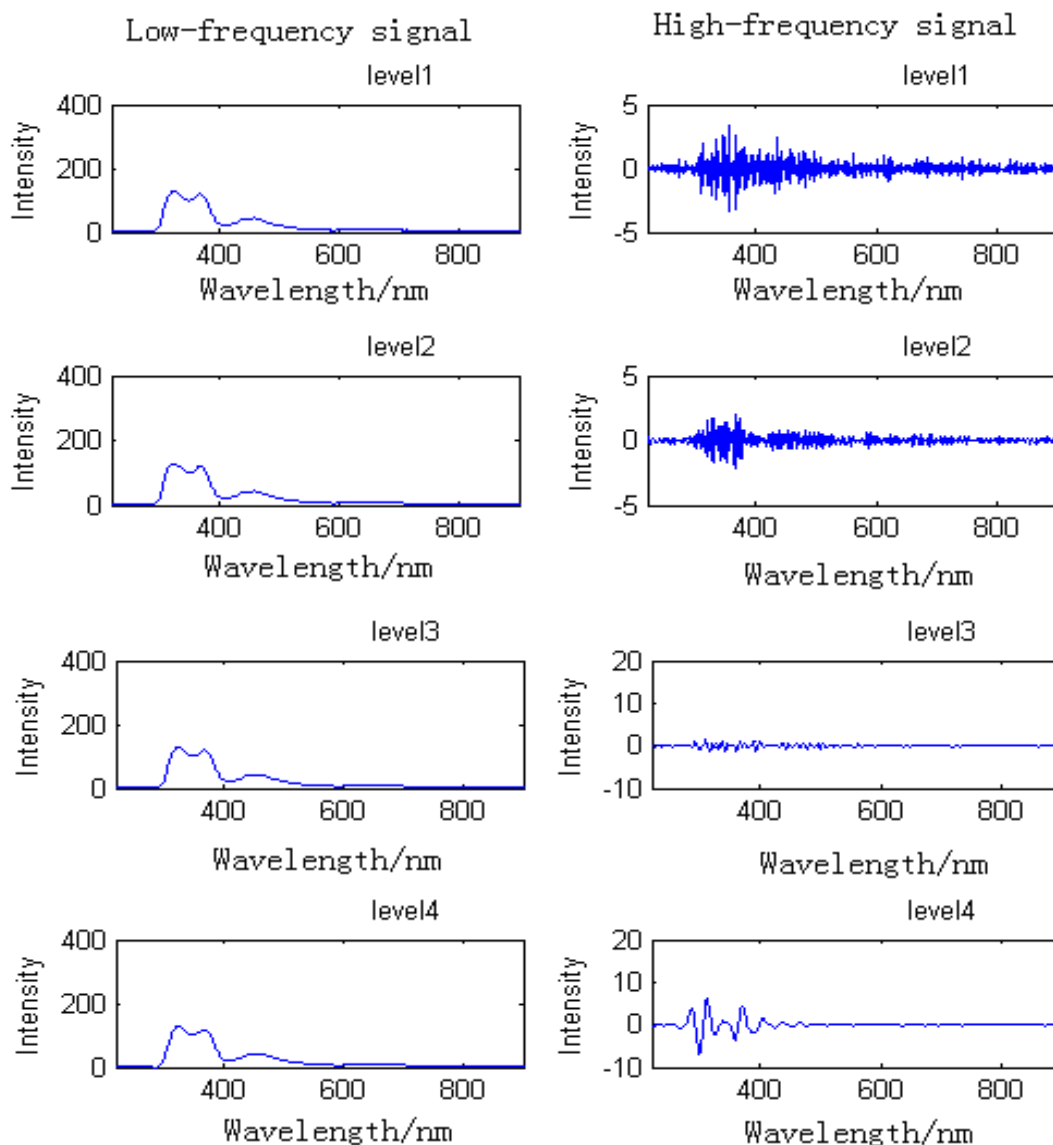 Low-frequency signal High-frequency signal
level1 level1
400 5
Intensity Intensity
200 0
0 -5
400 600 800 400 600 800
Wavelength/nm Wavelength/nm
level2 level2
400 5
Intensity Intensity
200 0
0 -5
400 600 800 400 600 800
Wavelength/nm Wavelength/nm
level3 level3
400 20
Intensity Intensity
200 10
0
0 -10
400 600 800 400 600 800
Wavelength/nm Wavelength/nm
level4 level4
400 20
Intensity Intensity
200 10
0
0 -10
400 600 800 400 600 800
Wavelength/nm Wavelength/nm